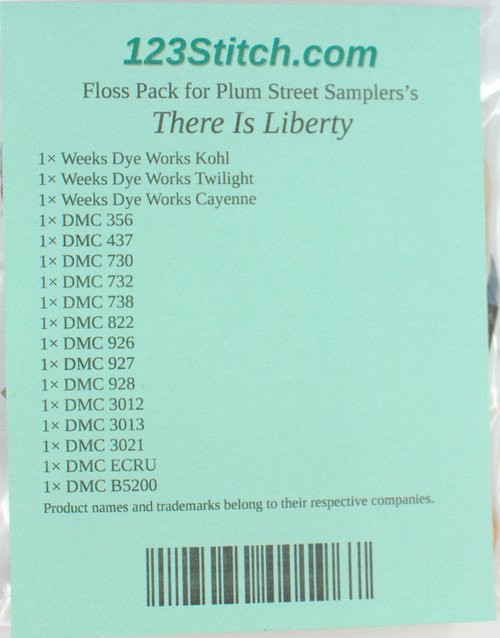 123Stitch.com
Floss Pack for Plum Street Samplers's
There Is Liberty
1× Weeks Dye Works Kohl
1× Weeks Dye Works Twilight
1× Weeks Dye Works Cayenne
1× DMC 356
1× DMC 437
1× DMC 730
1× DMC 732
1× DMC 738
1× DMC 822
1× DMC 926
1× DMC 927
1× DMC 928
1× DMC 3012
1× DMC 3013
1× DMC 3021
1× DMC ECRU
1× DMC B5200
Product names and trademarks belong to their respective companies.